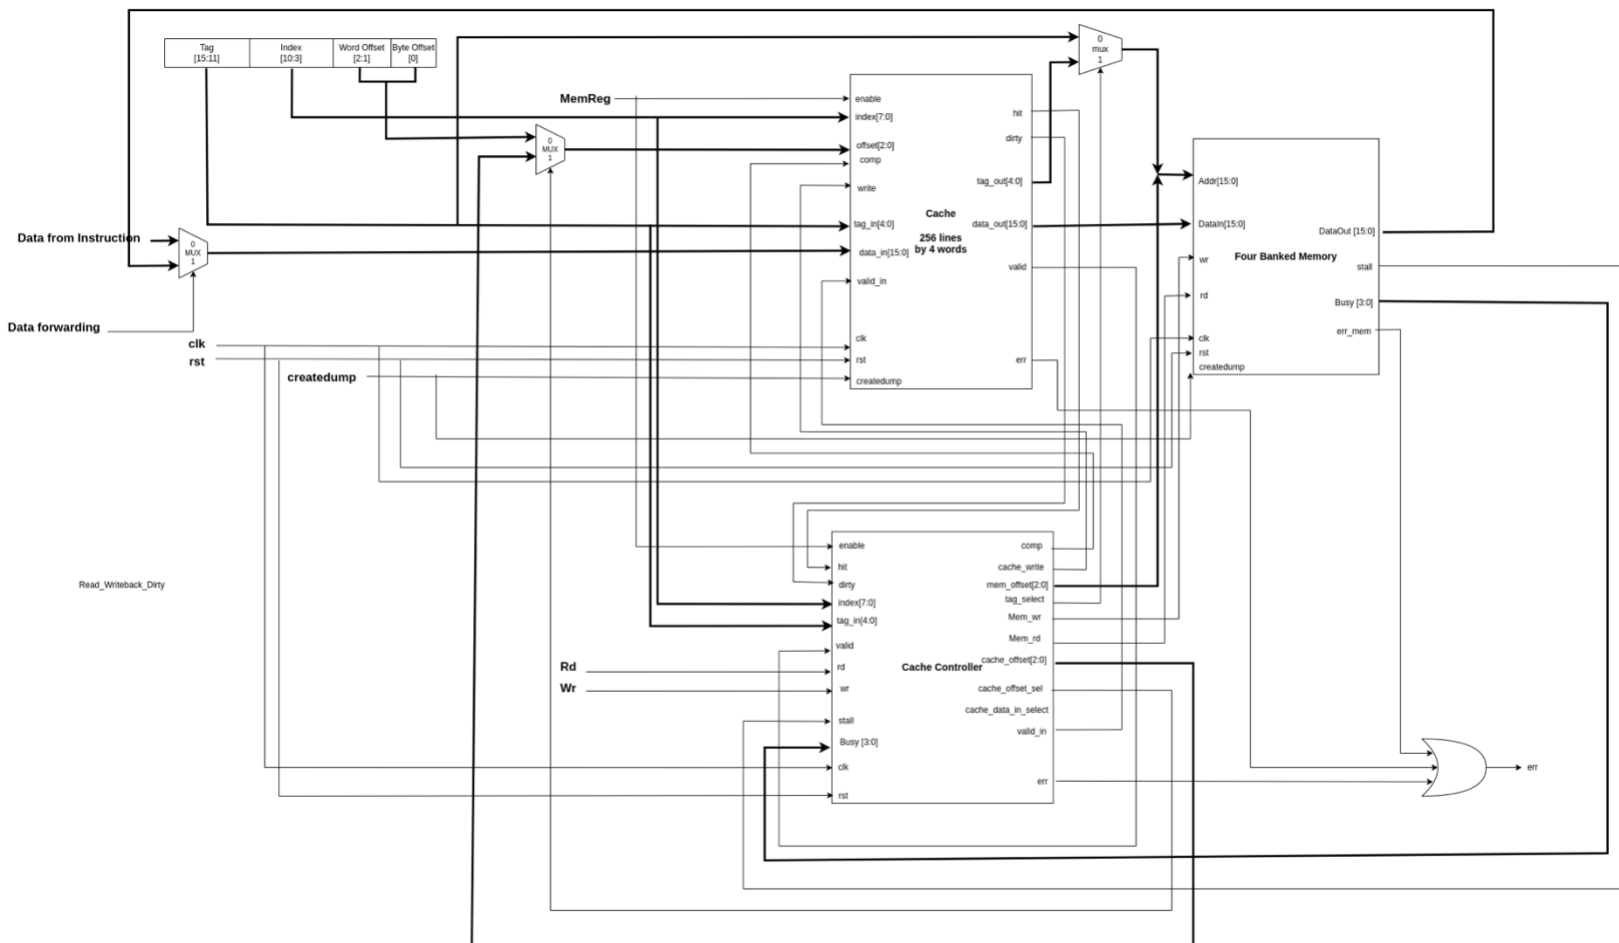 Tag
[15:11]
Index
[10:3]
Word Offset
[2:1]
Byte Offset
[0]
0
mux
1
MemReg
0
MUX
1
Data from Instruction
0
MUX
1
Data forwarding
clk
rst
createdump
enable
index[7:0]
offset[2:0]
comp
write
tag_in[4:0]
data_in[15:0]
valid_in
clk
rst
createdump
Cache
256 lines
by 4 words
hit
dirty
tag_out[4:0]
data_out[15:0]
valid
err
Addr[15:0]
DataIn[15:0]
wr
rd
clk
rst
createdump
Four Banked Memory
DataOut [15:0]
stall
Busy [3:0]
err_mem
Read_Writeback_Dirty
Rd
Wr
enable
hit
dirty
index[7:0]
tag_in[4:0]
valid
rd
wr
stall
Busy [3:0]
clk
rst
Cache Controller
comp
cache_write
mem_offset[2:0]
tag_select
Mem_wr
Mem_rd
cache_offset[2:0]
cache_offset_sel
cache_data_in_select
valid_in
err
err